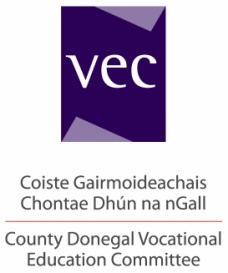 vec
Coiste Gairmoideachais
Chontae Dhún na nGall
County Donegal Vocational
Education Committee